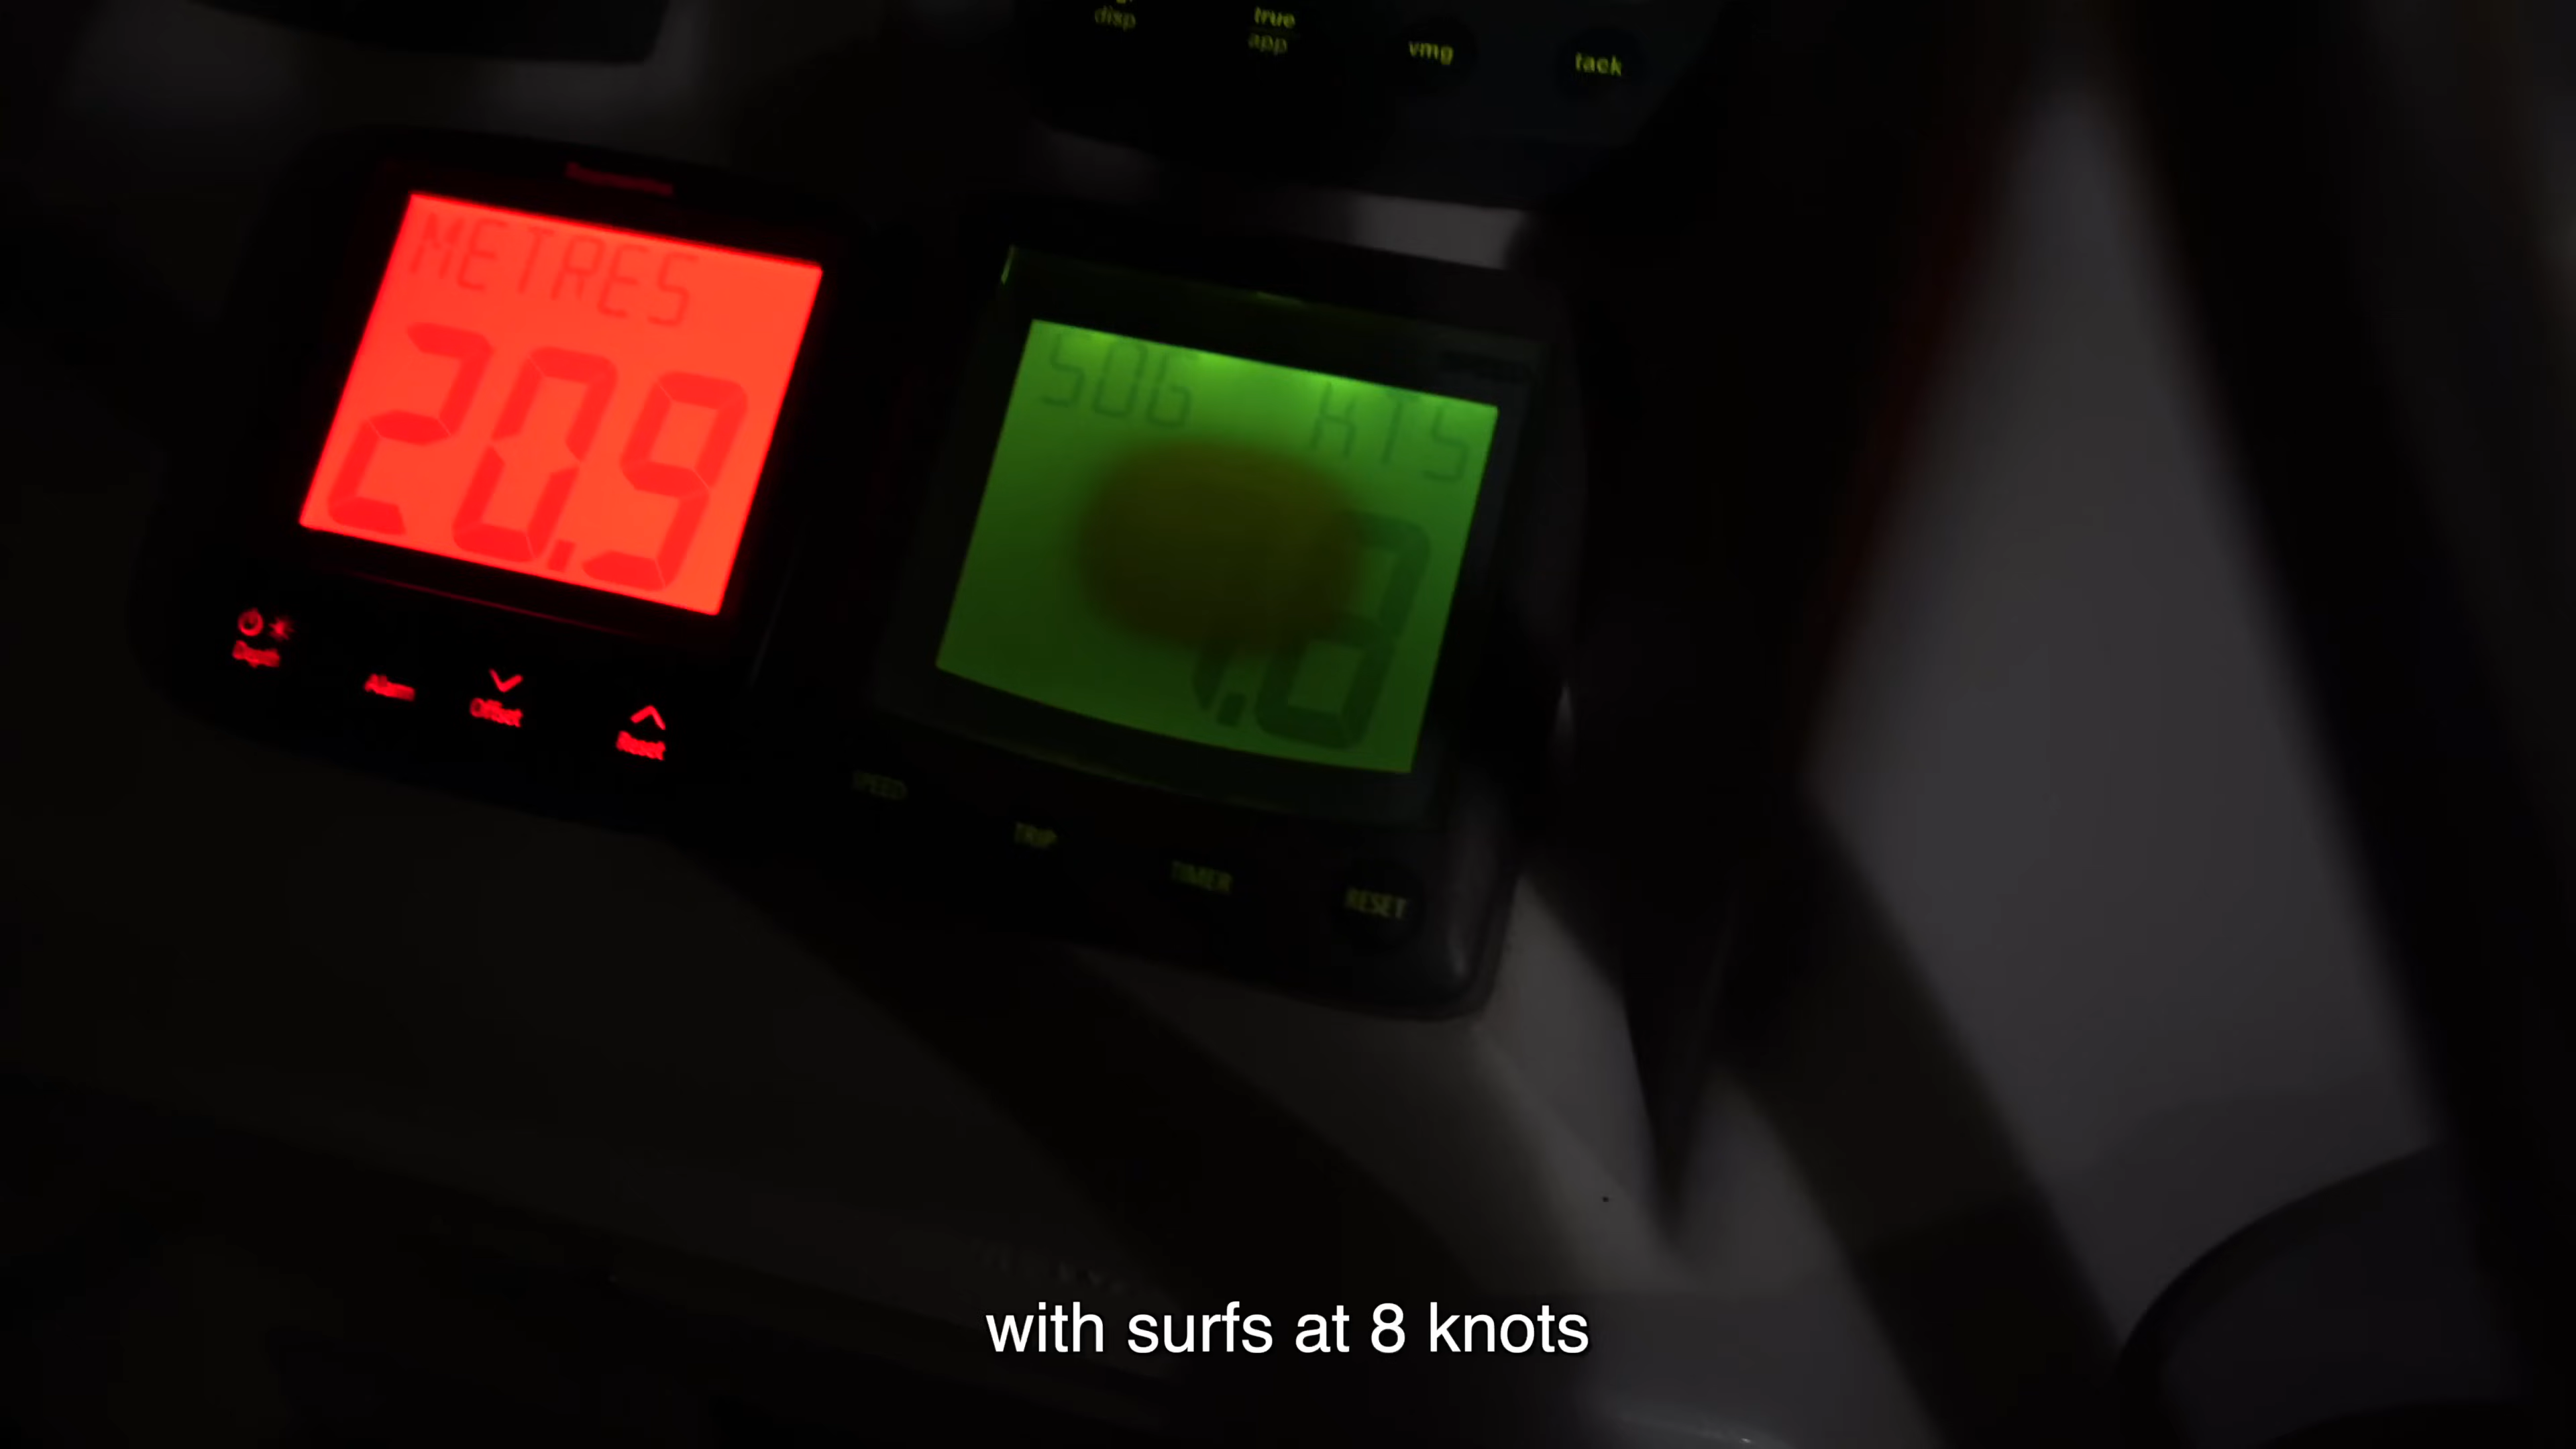 disp
true
app
vmg
tack
METRES
20.9
SOG KTS
Depth
Alarm
Offset
Reset
SPEED
TRIP
TIMER
RESET
with surfs at 8 knots